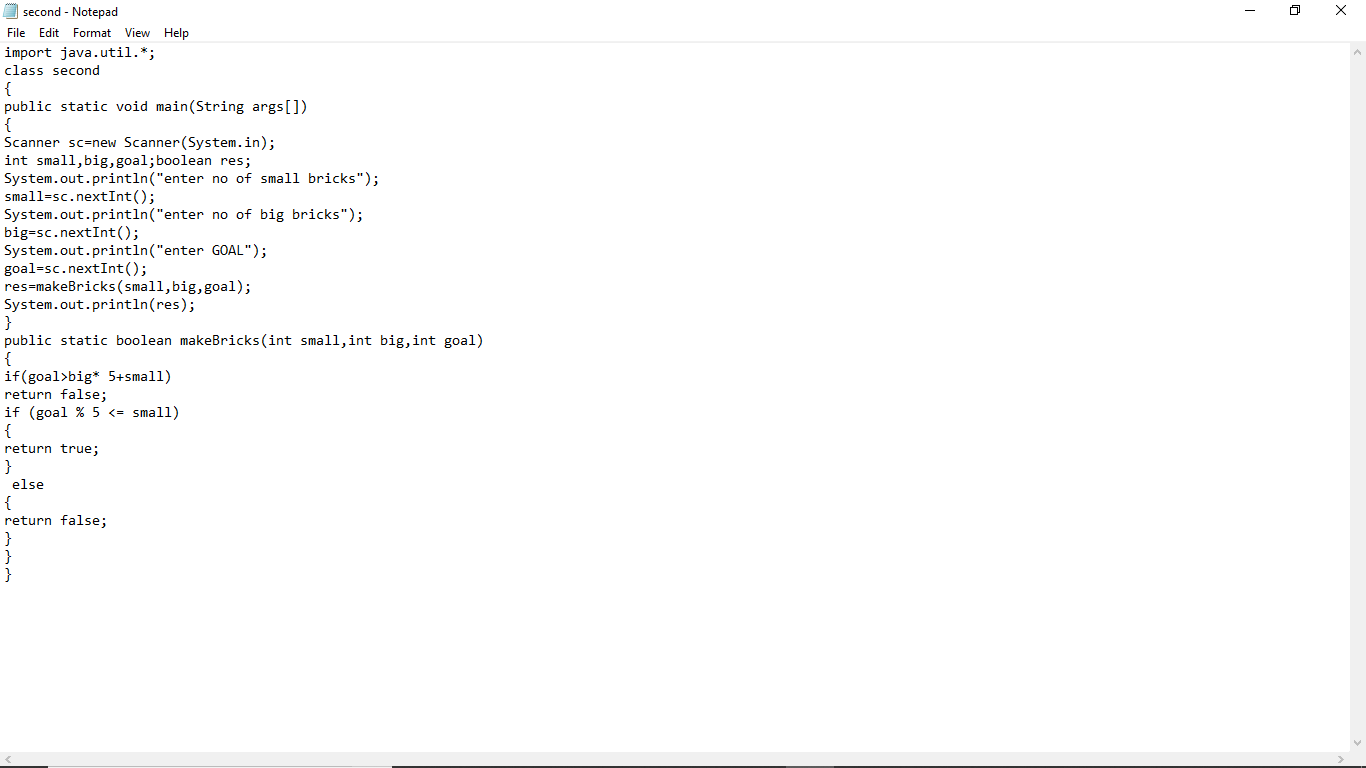 second - Notepad
File Edit Format View Help
import java.util.*;
class second
{
public static void main(String args[])
{
Scanner sc=new Scanner(System.in);
int small,big,goal;boolean res;
System.out.println("enter no of small bricks");
small=sc.nextInt();
System.out.println("enter no of big bricks");
big=sc.nextInt();
System.out.println("enter GOAL");
goal=sc.nextInt();
res=makeBricks(small,big,goal);
System.out.println(res);
}
public static boolean makeBricks(int small,int big,int goal)
{
if(goal>big* 5+small)
return false;
if (goal % 5 <= small)
{
return true;
}
 else
{
return false;
}
}
}